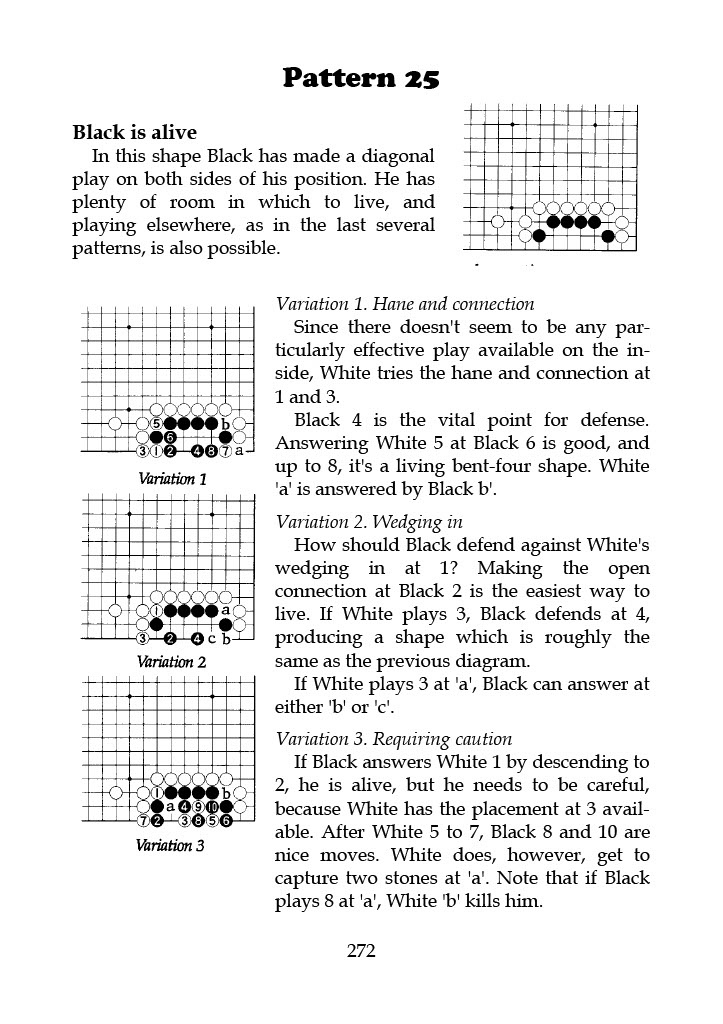 Pattern 25
Black is alive
In this shape Black has made a diagonal
play on both sides of his position. He has
plenty of room in which to live, and
playing elsewhere, as in the last several
patterns, is also possible.
Variation 1. Hane and connection
Since there doesn't seem to be any par-
ticularly effective play available on the in-
side, White tries the hane and connection at
1 and 3.
Black 4 is the vital point for defense.
Answering White 5 at Black 6 is good, and
up to 8, it's a living bent-four shape. White
'a' is answered by Black b'.
5 b
6
3 1 2 4 8 7 a
Variation 1
Variation 2. Wedging in
How should Black defend against White's
wedging in at 1? Making the open
connection at Black 2 is the easiest way to
live. If White plays 3, Black defends at 4,
producing a shape which is roughly the
same as the previous diagram.
If White plays 3 at 'a', Black can answer at
either 'b' or 'c'.
1 a
3 2 4 c b
Variation 2
Variation 3. Requiring caution
If Black answers White 1 by descending to
2, he is alive, but he needs to be careful,
because White has the placement at 3 avail-
able. After White 5 to 7, Black 8 and 10 are
nice moves. White does, however, get to
capture two stones at 'a'. Note that if Black
plays 8 at 'a', White 'b' kills him.
1 b
a 4 9 10
7 2 3 8 5 6
Variation 3
272